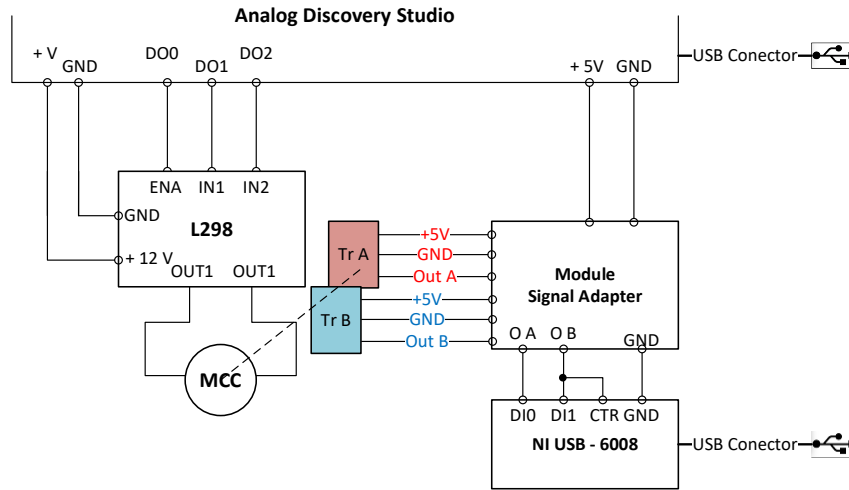 Analog Discovery Studio
+ V
GND
DO0
DO1
DO2
+ 5V
GND
USB Conector
ENA
IN1
IN2
L298
GND
+ 12 V
OUT1
OUT1
MCC
Tr A
Tr B
+5V
GND
Out A
+5V
GND
Out B
Module
Signal Adapter
O A
O B
GND
DI0
DI1
CTR
GND
NI USB - 6008
USB Conector